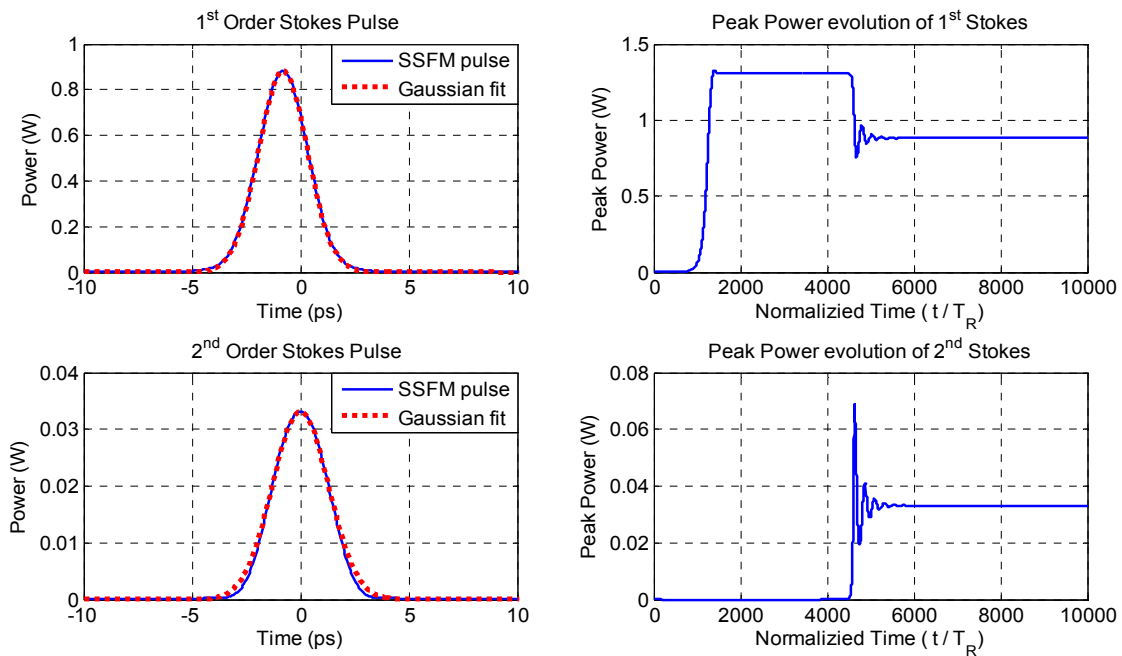 1st Order Stokes Pulse
1
0.8
0.6
0.4
0.2
0
Power (W)
SSFM pulse
Gaussian fit
-10
-5
0
5
10
Time (ps)
Peak Power evolution of 1st Stokes
1.5
1
0.5
0
Peak Power (W)
0
2000
4000
6000
8000
10000
Normalizied Time ( t / TR)
2nd Order Stokes Pulse
0.04
0.03
0.02
0.01
0
Power (W)
SSFM pulse
Gaussian fit
-10
-5
0
5
10
Time (ps)
Peak Power evolution of 2nd Stokes
0.08
0.06
0.04
0.02
0
Peak Power (W)
0
2000
4000
6000
8000
10000
Normalizied Time ( t / TR)